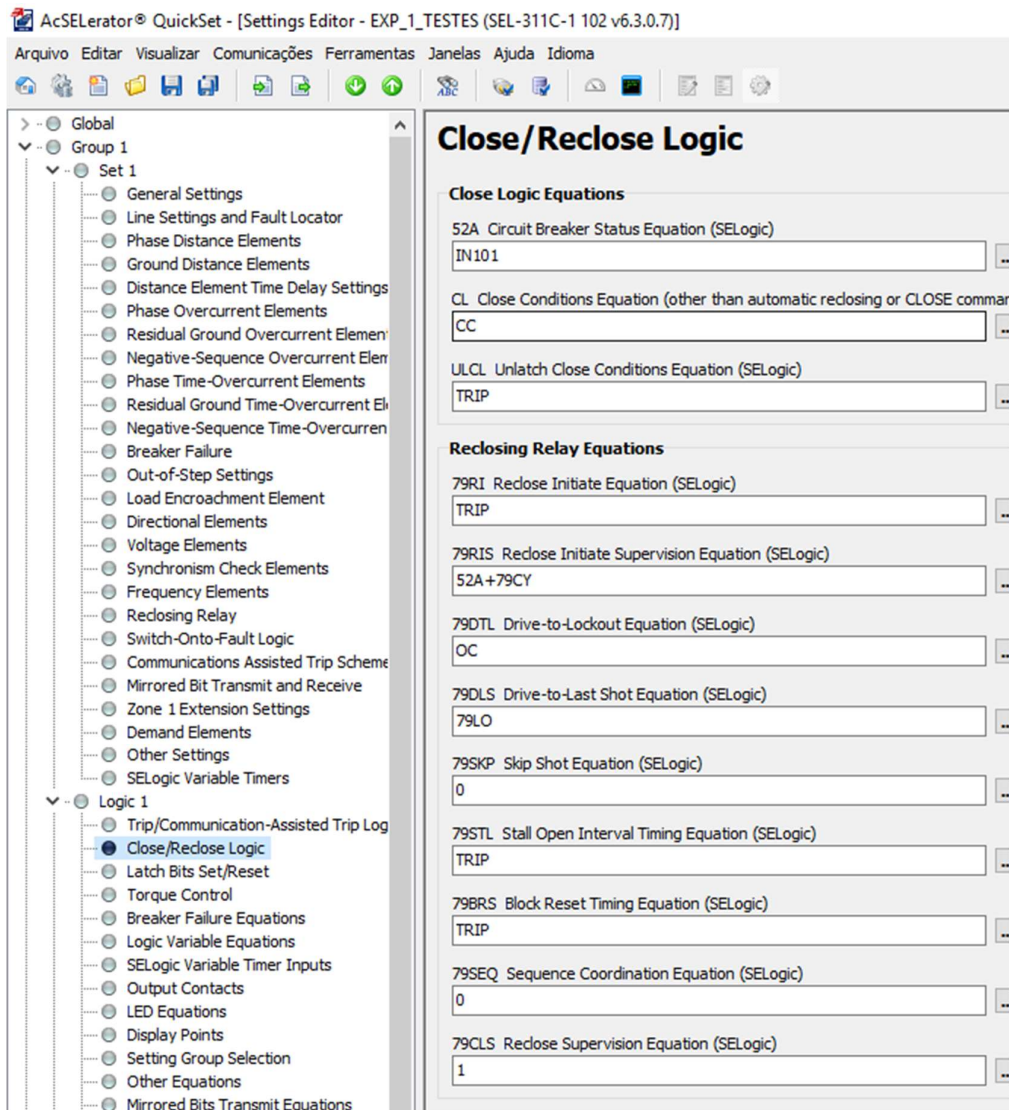 AcSELerator® QuickSet - [Settings Editor - EXP_1_TESTES (SEL-311C-1 102 v6.3.0.7)]
Arquivo Editar Visualizar Comunicações Ferramentas Janelas Ajuda Idioma
ABC
Global
Group 1
Set 1
General Settings
Line Settings and Fault Locator
Phase Distance Elements
Ground Distance Elements
Distance Element Time Delay Settings
Phase Overcurrent Elements
Residual Ground Overcurrent Element
Negative-Sequence Overcurrent Elem
Phase Time-Overcurrent Elements
Residual Ground Time-Overcurrent El
Negative-Sequence Time-Overcurren
Breaker Failure
Out-of-Step Settings
Load Encroachment Element
Directional Elements
Voltage Elements
Synchronism Check Elements
Frequency Elements
Reclosing Relay
Switch-Onto-Fault Logic
Communications Assisted Trip Scheme
Mirrored Bit Transmit and Receive
Zone 1 Extension Settings
Demand Elements
Other Settings
SELogic Variable Timers
Logic 1
Trip/Communication-Assisted Trip Log
Close/Reclose Logic
Latch Bits Set/Reset
Torque Control
Breaker Failure Equations
Logic Variable Equations
SELogic Variable Timer Inputs
Output Contacts
LED Equations
Display Points
Setting Group Selection
Other Equations
Mirrored Bits Transmit Equations
Close/Reclose Logic
Close Logic Equations
52A Circuit Breaker Status Equation (SELogic)
IN101
CL Close Conditions Equation (other than automatic reclosing or CLOSE comman
CC
ULCL Unlatch Close Conditions Equation (SELogic)
TRIP
Reclosing Relay Equations
79RI Reclose Initiate Equation (SELogic)
TRIP
79RIS Reclose Initiate Supervision Equation (SELogic)
52A+79CY
79DTL Drive-to-Lockout Equation (SELogic)
OC
79DLS Drive-to-Last Shot Equation (SELogic)
79LO
79SKP Skip Shot Equation (SELogic)
0
79STL Stall Open Interval Timing Equation (SELogic)
TRIP
79BRS Block Reset Timing Equation (SELogic)
TRIP
79SEQ Sequence Coordination Equation (SELogic)
0
79CLS Reclose Supervision Equation (SELogic)
1